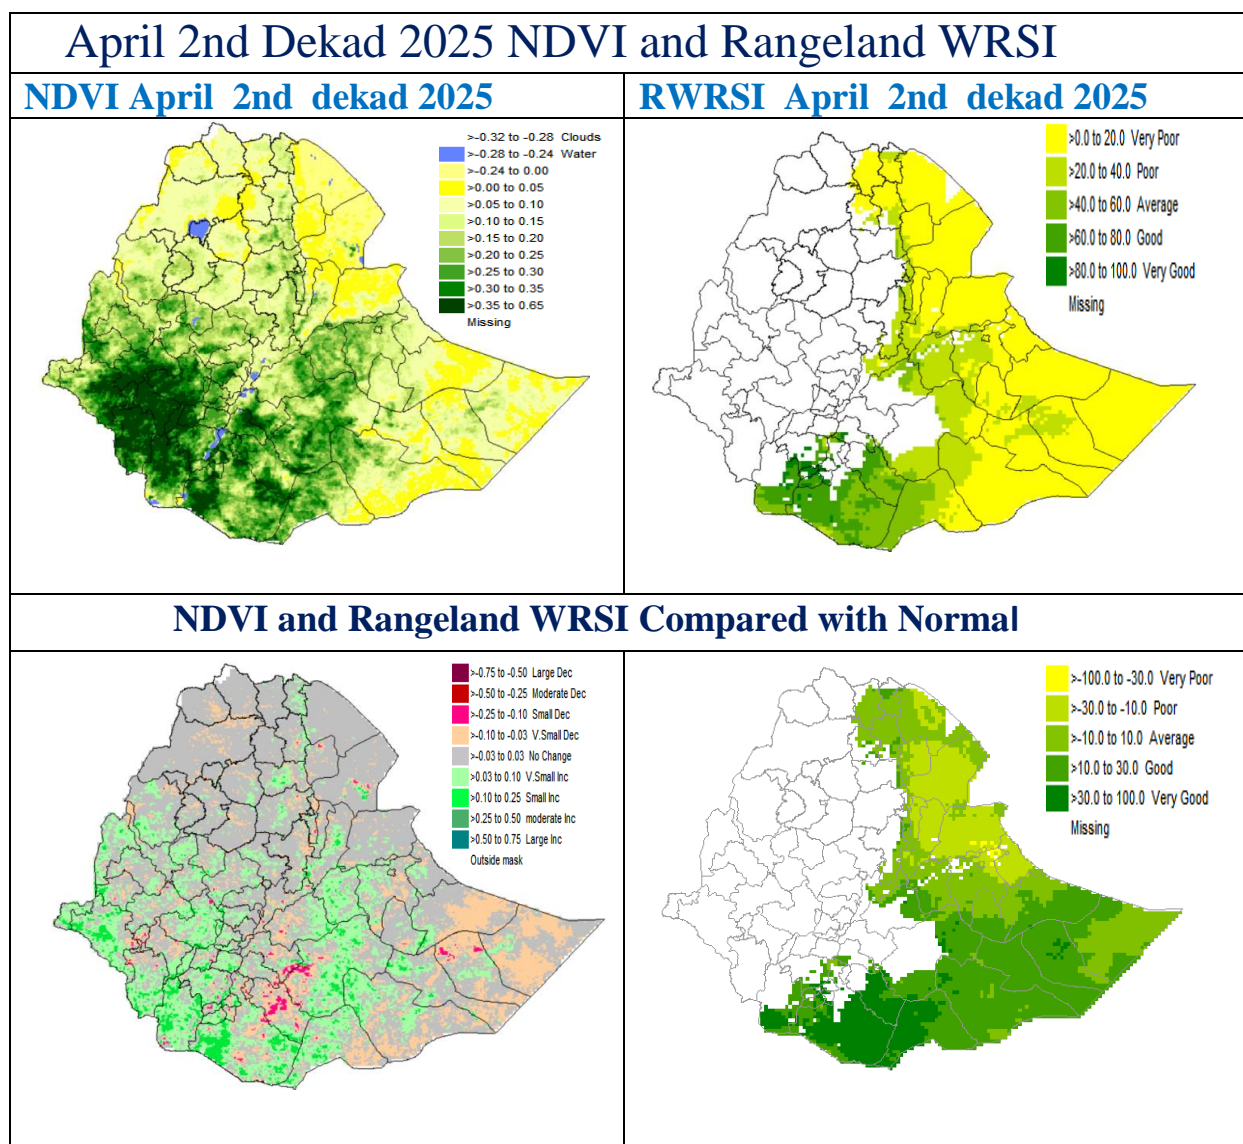 April 2nd Dekad 2025 NDVI and Rangeland WRSI
NDVI April 2nd dekad 2025
RWRSI April 2nd dekad 2025
>-0.32 to -0.28 Clouds
>-0.28 to -0.24 Water
>-0.24 to 0.00
>0.00 to 0.05
>0.05 to 0.10
>0.10 to 0.15
>0.15 to 0.20
>0.20 to 0.25
>0.25 to 0.30
>0.30 to 0.35
>0.35 to 0.65
Missing
>0.0 to 20.0 Very Poor
>20.0 to 40.0 Poor
>40.0 to 60.0 Average
>60.0 to 80.0 Good
>80.0 to 100.0 Very Good
Missing
NDVI and Rangeland WRSI Compared with Normal
>-0.75 to -0.50 Large Dec
>-0.50 to -0.25 Moderate Dec
>-0.25 to -0.10 Small Dec
>-0.10 to -0.03 V.Small Dec
>-0.03 to 0.03 No Change
>0.03 to 0.10 V.Small Inc
>0.10 to 0.25 Small Inc
>0.25 to 0.50 moderate Inc
>0.50 to 0.75 Large Inc
Outside mask
>-100.0 to -30.0 Very Poor
>-30.0 to -10.0 Poor
>-10.0 to 10.0 Average
>10.0 to 30.0 Good
>30.0 to 100.0 Very Good
Missing